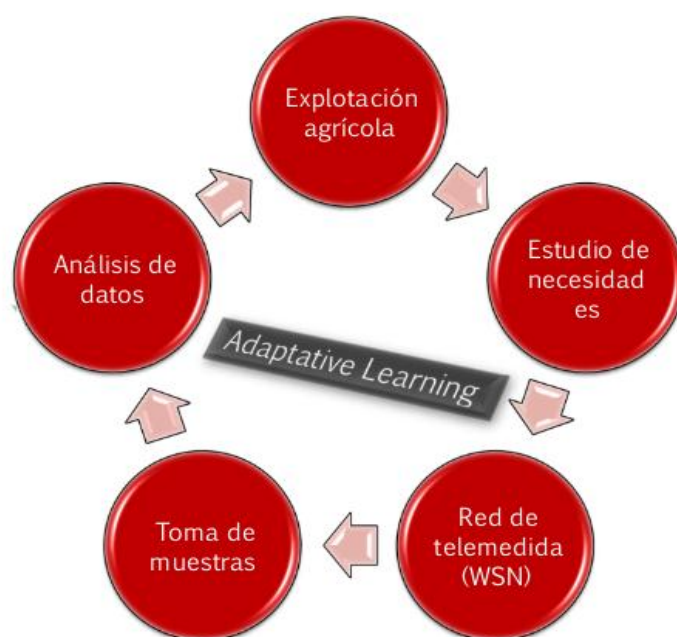 Explotación
agrícola
Estudio de
necesidad
es
Red de
telemedida
(WSN)
Toma de
muestras
Análisis de
datos
Adaptative Learning